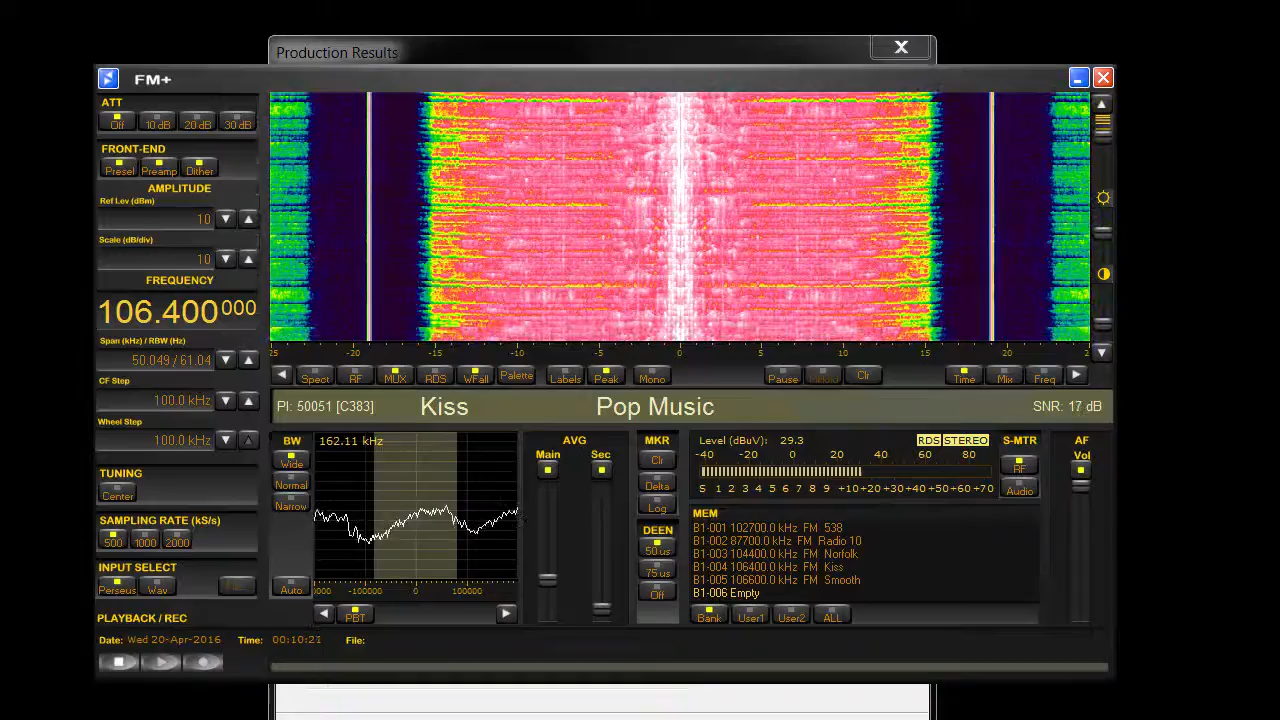 Production Results
X
FM+
ATT
Off 10 dB 20 dB 30 dB
FRONT-END
Presel Preamp Dither
AMPLITUDE
Ref Lev (dBm)
10
Scale (dB/div)
10
FREQUENCY
106.400000
Span (kHz) / RBW (Hz)
50.049 / 61.04
CF Step
100.0 kHz
Wheel Step
100.0 kHz
TUNING
Center
SAMPLING RATE (kS/s)
500 1000 2000
INPUT SELECT
Perseus Wav
PLAYBACK / REC
Date: Wed 20-Apr-2016 Time: 00:10:27 File:
25 -20 -15 -10 -5 0 5 10 15 20 2
Spect RF MUX RDS WFall Palette Labels Peak Mono Pause Clr Time Mix Freq
PI: 50051 [C383] Kiss Pop Music SNR: 17 dB
BW
Wide
Normal
Narrow
Auto
162.11 kHz
000 -100000 0 100000
PBT
AVG
Main Sec
MKR
Clr
Delta
Log
DEEN
50 us
75 us
Off
Level (dBuV): 29.3 RDS STEREO
-40 -20 0 20 40 60 80
S 1 2 3 4 5 6 7 8 9 +10+20+30+40+50+60+70
S-MTR
RF
Audio
AF
Vol
MEM
B1-001 102700.0 kHz FM 538
B1-002 87700.0 kHz FM Radio 10
B1-003 104400.0 kHz FM Norfolk
B1-004 106400.0 kHz FM Kiss
B1-005 106600.0 kHz FM Smooth
B1-006 Empty
Bank User1 User2 ALL